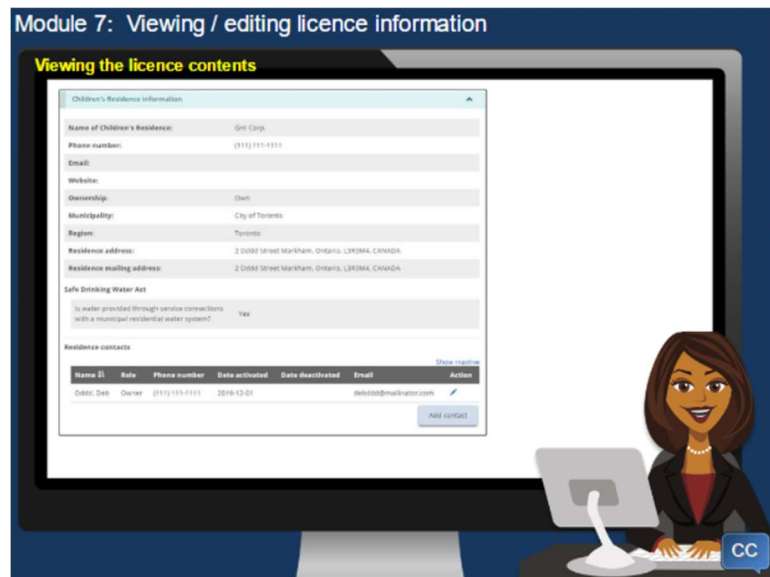 Module 7: Viewing / editing licence information
Viewing the licence contents
Children's Residence Information
Name of Children's Residence: Gnt Corp.
Phone number: (111) 111-1111
Email:
Website:
Ownership: Own
Municipality: City of Toronto
Region: Toronto
Residence address: 2 Dddd Street Markham, Ontario, L3R3M4, CANADA
Residence mailing address: 2 Dddd Street Markham, Ontario, L3R3M4, CANADA
Safe Drinking Water Act
Is water provided through service connections
with a municipal residential water system? Yes
Residence contacts
Show inactive
Name Role Phone number Date activated Date deactivated Email Action
Dddd, Deb Owner (111) 111-1111 2019-12-01 debdddd@mailinator.com
Add contact
CC